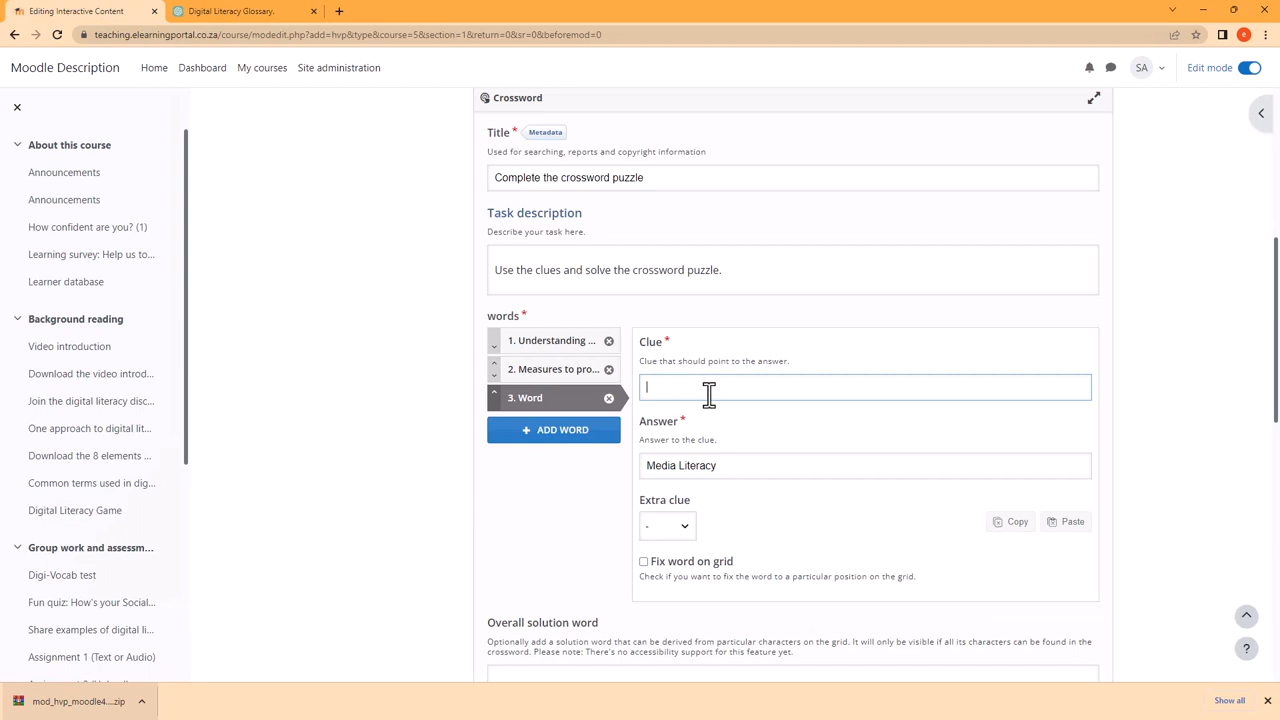 Editing Interactive Content
Digital Literacy Glossary.
teaching.elearningportal.co.za/course/modedit.php?add=hvp&type&course=5&section=1&return=0&sr=0&beforemod=0
Moodle Description
Home
Dashboard
My courses
Site administration
SA
Edit mode
About this course
Announcements
Announcements
How confident are you? (1)
Learning survey: Help us to...
Learner database
Background reading
Video introduction
Download the video introd...
Join the digital literacy disc...
One approach to digital lit...
Download the 8 elements ...
Common terms used in dig...
Digital Literacy Game
Group work and assessm...
Digi-Vocab test
Fun quiz: How's your Social...
Share examples of digital li...
Assignment 1 (Text or Audio)
Crossword
Title * Metadata
Used for searching, reports and copyright information
Complete the crossword puzzle
Task description
Describe your task here.
Use the clues and solve the crossword puzzle.
words *
1. Understanding ...
2. Measures to pro...
3. Word
+ ADD WORD
Clue *
Clue that should point to the answer.
Answer *
Answer to the clue.
Media Literacy
Extra clue
-
Copy
Paste
Fix word on grid
Check if you want to fix the word to a particular position on the grid.
Overall solution word
Optionally add a solution word that can be derived from particular characters on the grid. It will only be visible if all its characters can be found in the
crossword. Please note: There's no accessibility support for this feature yet.
?
mod_hvp_moodle4....zip
Show all